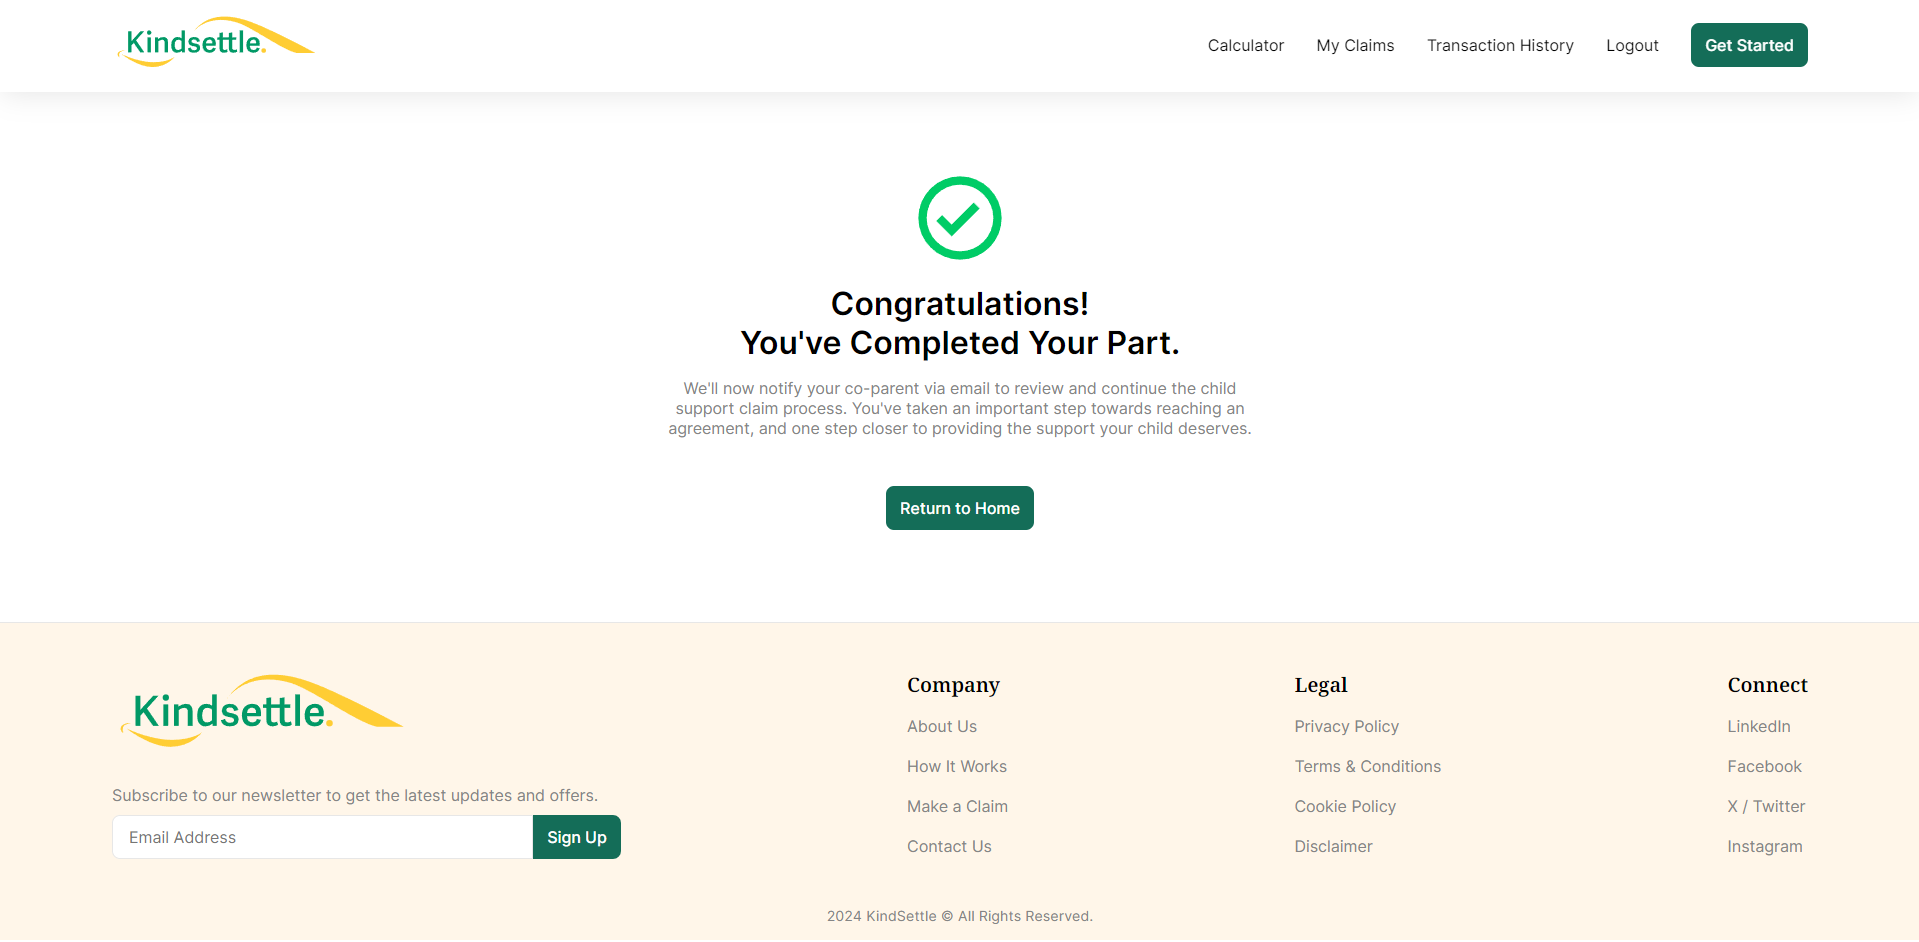 Kindsettle.
Calculator
My Claims
Transaction History
Logout
Get Started
Congratulations!
You've Completed Your Part.
We'll now notify your co-parent via email to review and continue the child
support claim process. You've taken an important step towards reaching an
agreement, and one step closer to providing the support your child deserves.
Return to Home
Kindsettle.
Subscribe to our newsletter to get the latest updates and offers.
Email Address
Sign Up
Company
About Us
How It Works
Make a Claim
Contact Us
Legal
Privacy Policy
Terms & Conditions
Cookie Policy
Disclaimer
Connect
LinkedIn
Facebook
X / Twitter
Instagram
2024 KindSettle © All Rights Reserved.